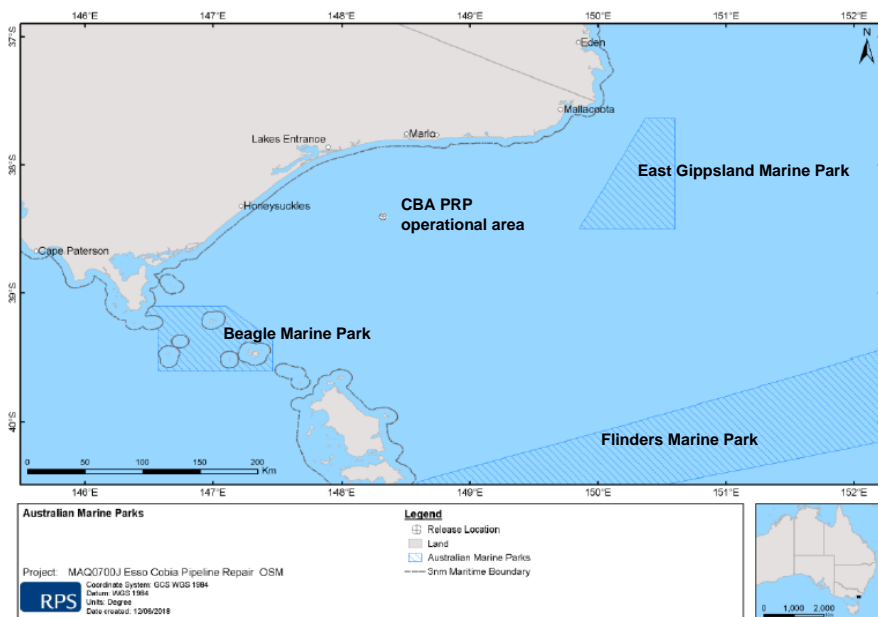 146°E 147°E 148°E 149°E 150°E 151°E 152°E
37°S
N
Eden
Mallacoota
Marlo
Lakes Entrance
38°S
East Gippsland Marine Park
CBA PRP
operational area
Honeysuckles
Cape Paterson
39°S
Beagle Marine Park
40°S
Flinders Marine Park
0 50 100 150 200
Km
146°E 147°E 148°E 149°E 150°E 151°E 152°E
Australian Marine Parks
Legend
Release Location
Land
Australian Marine Parks
3nm Maritime Boundary
Project: MAQ0700J Esso Cobia Pipeline Repair OSM
RPS
Coordinate System: GCS WGS 1984
Datum: WGS 1984
Units: Degree
Date created: 12/06/2018
0 1,000 2,000